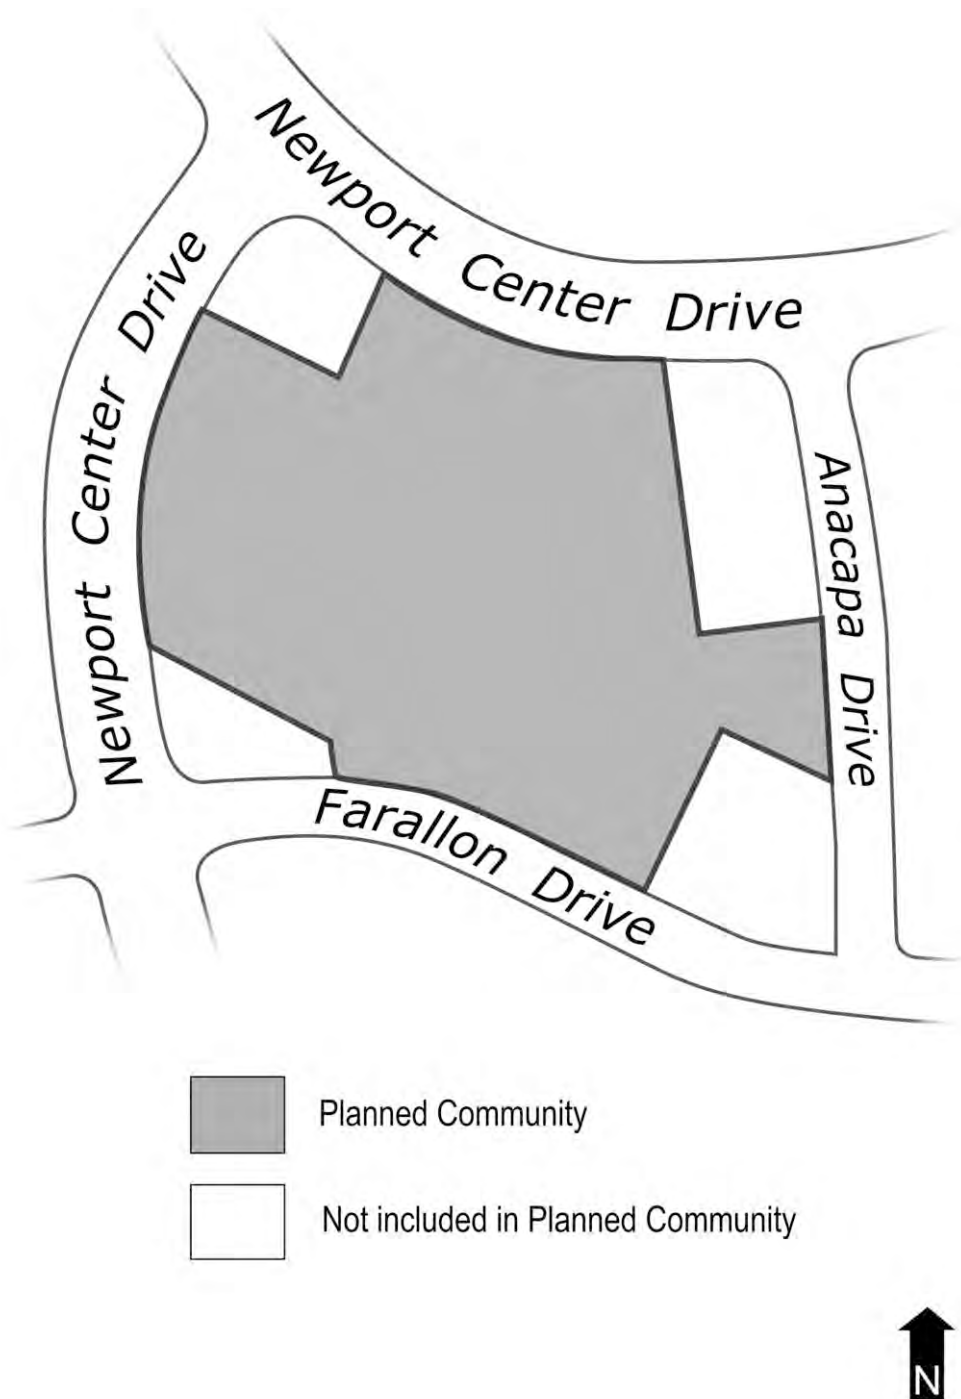 Newport Center Drive
Newport Center Drive
Anacapa Drive
Farallon Drive
Planned Community
Not included in Planned Community
N